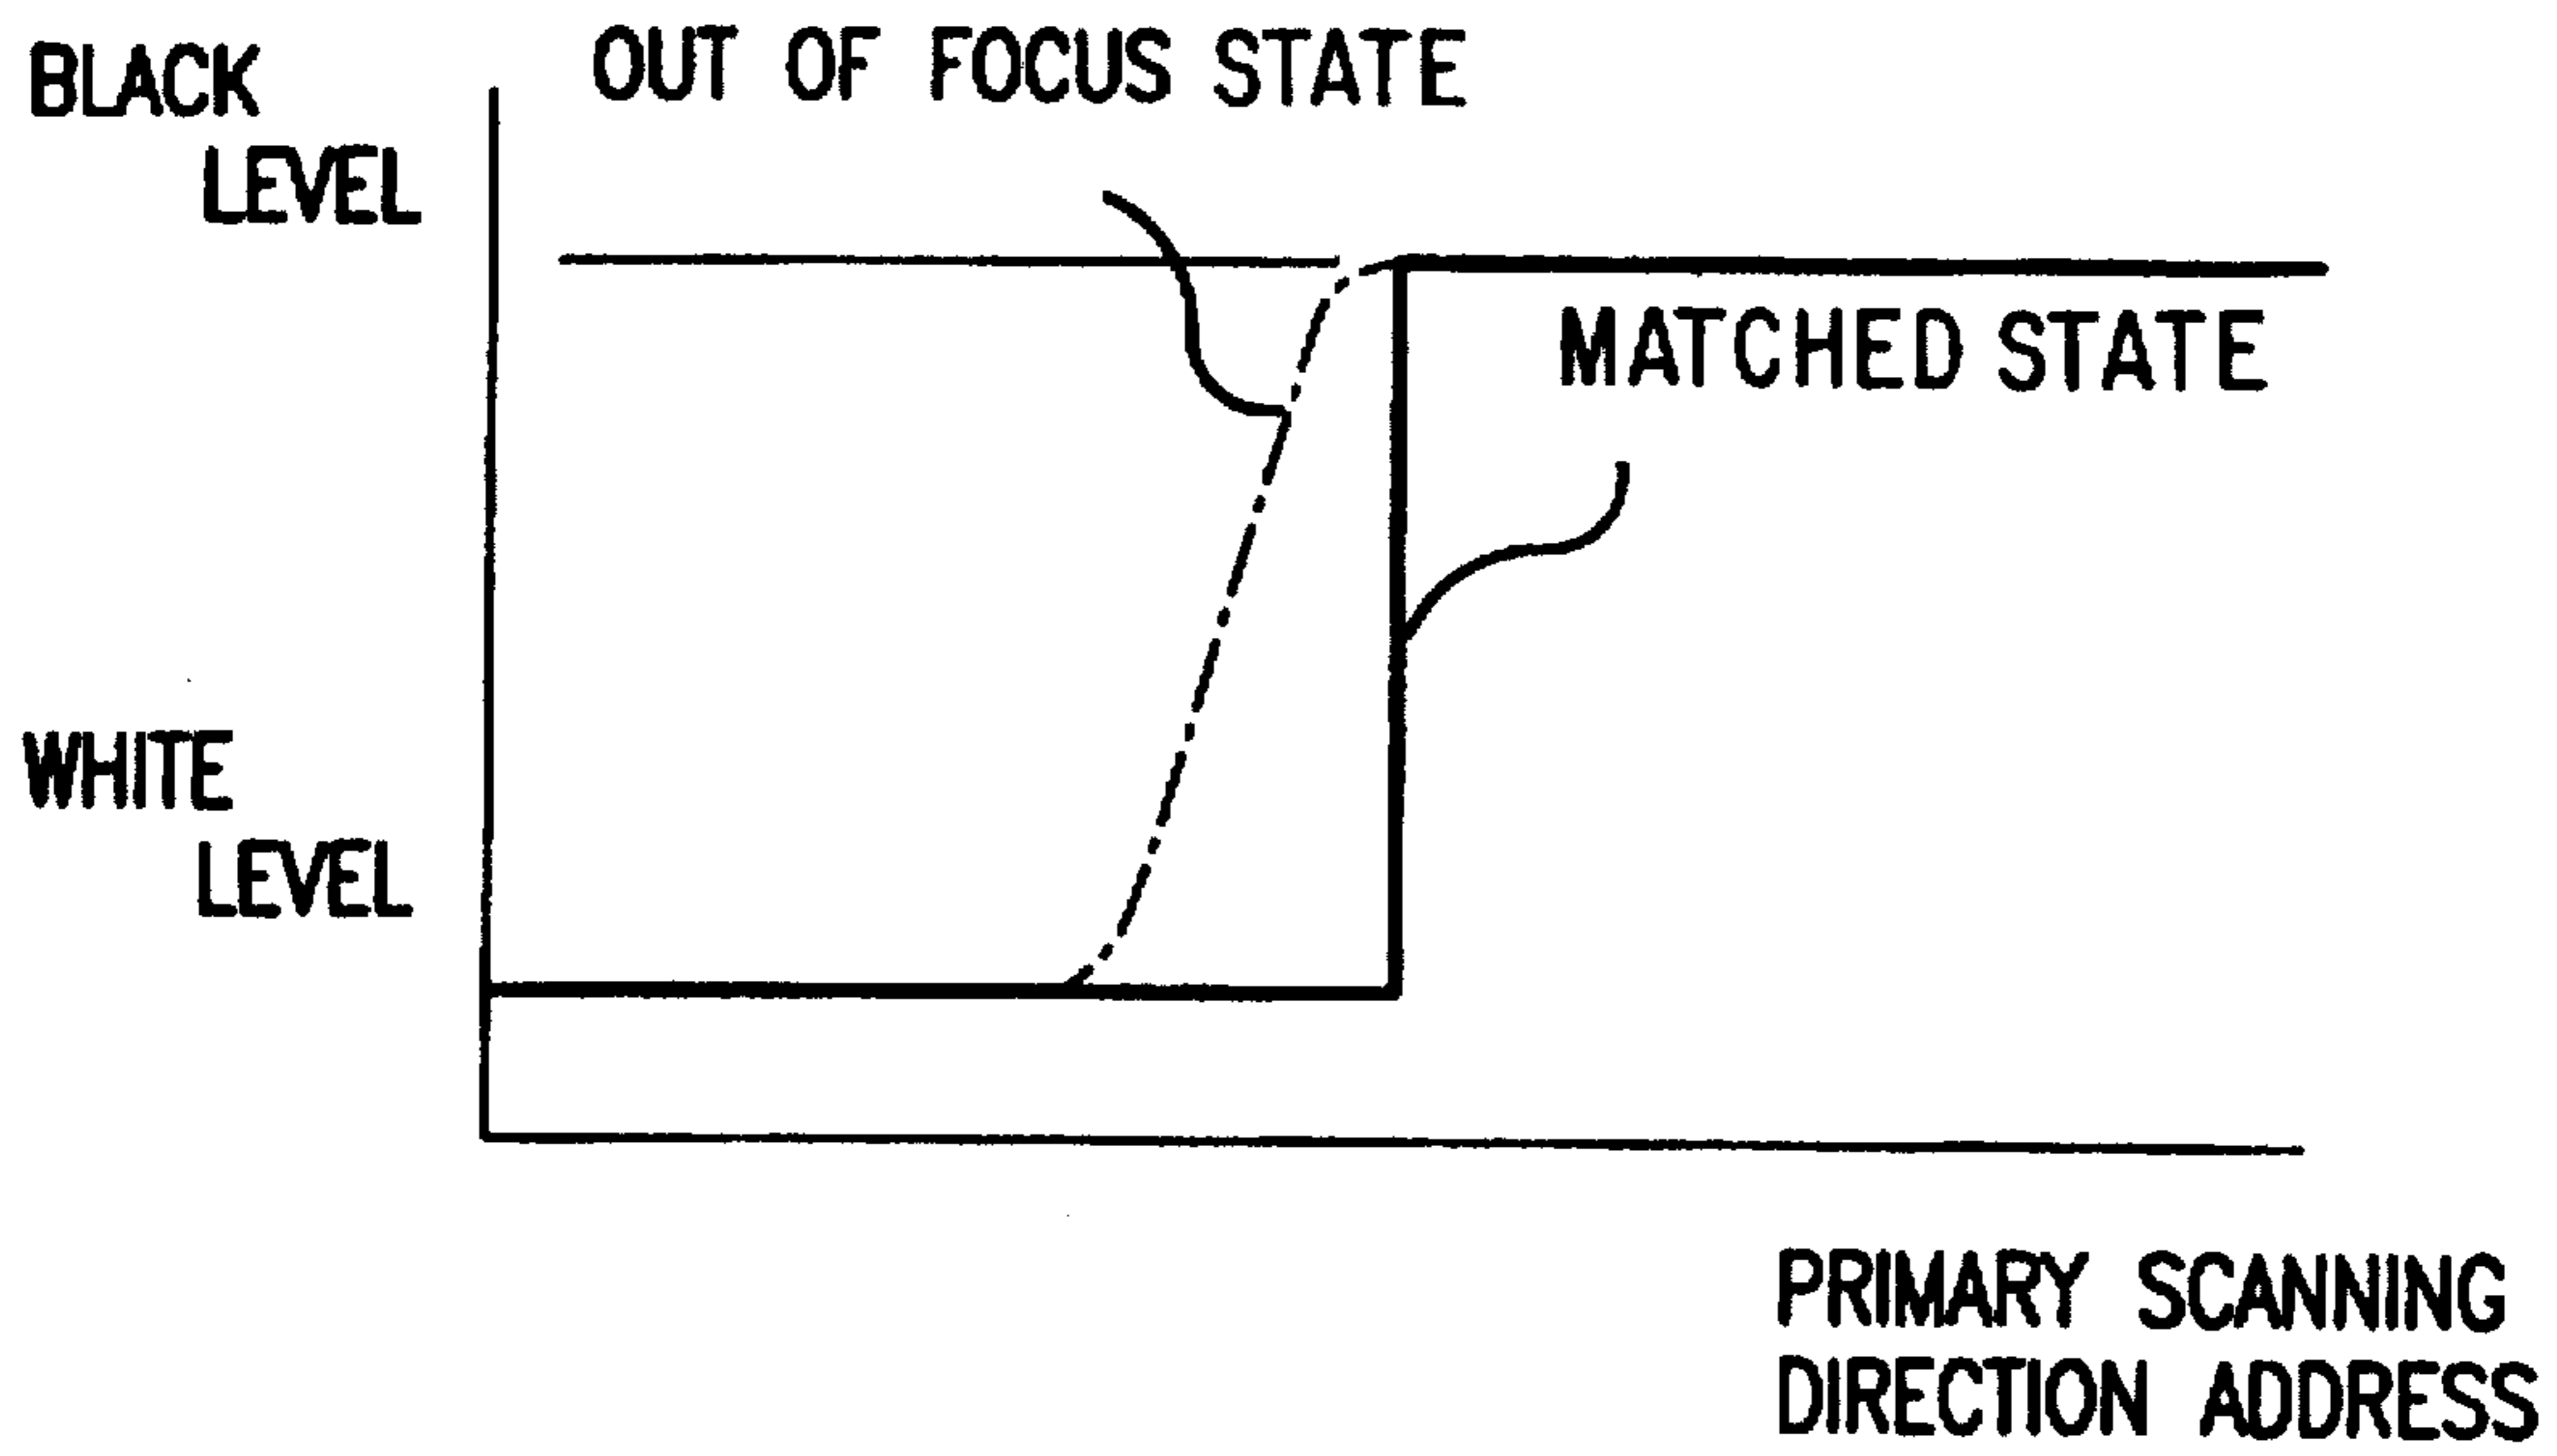 BLACK
LEVEL
OUT OF FOCUS STATE
MATCHED STATE
WHITE
LEVEL
PRIMARY SCANNING
DIRECTION ADDRESS